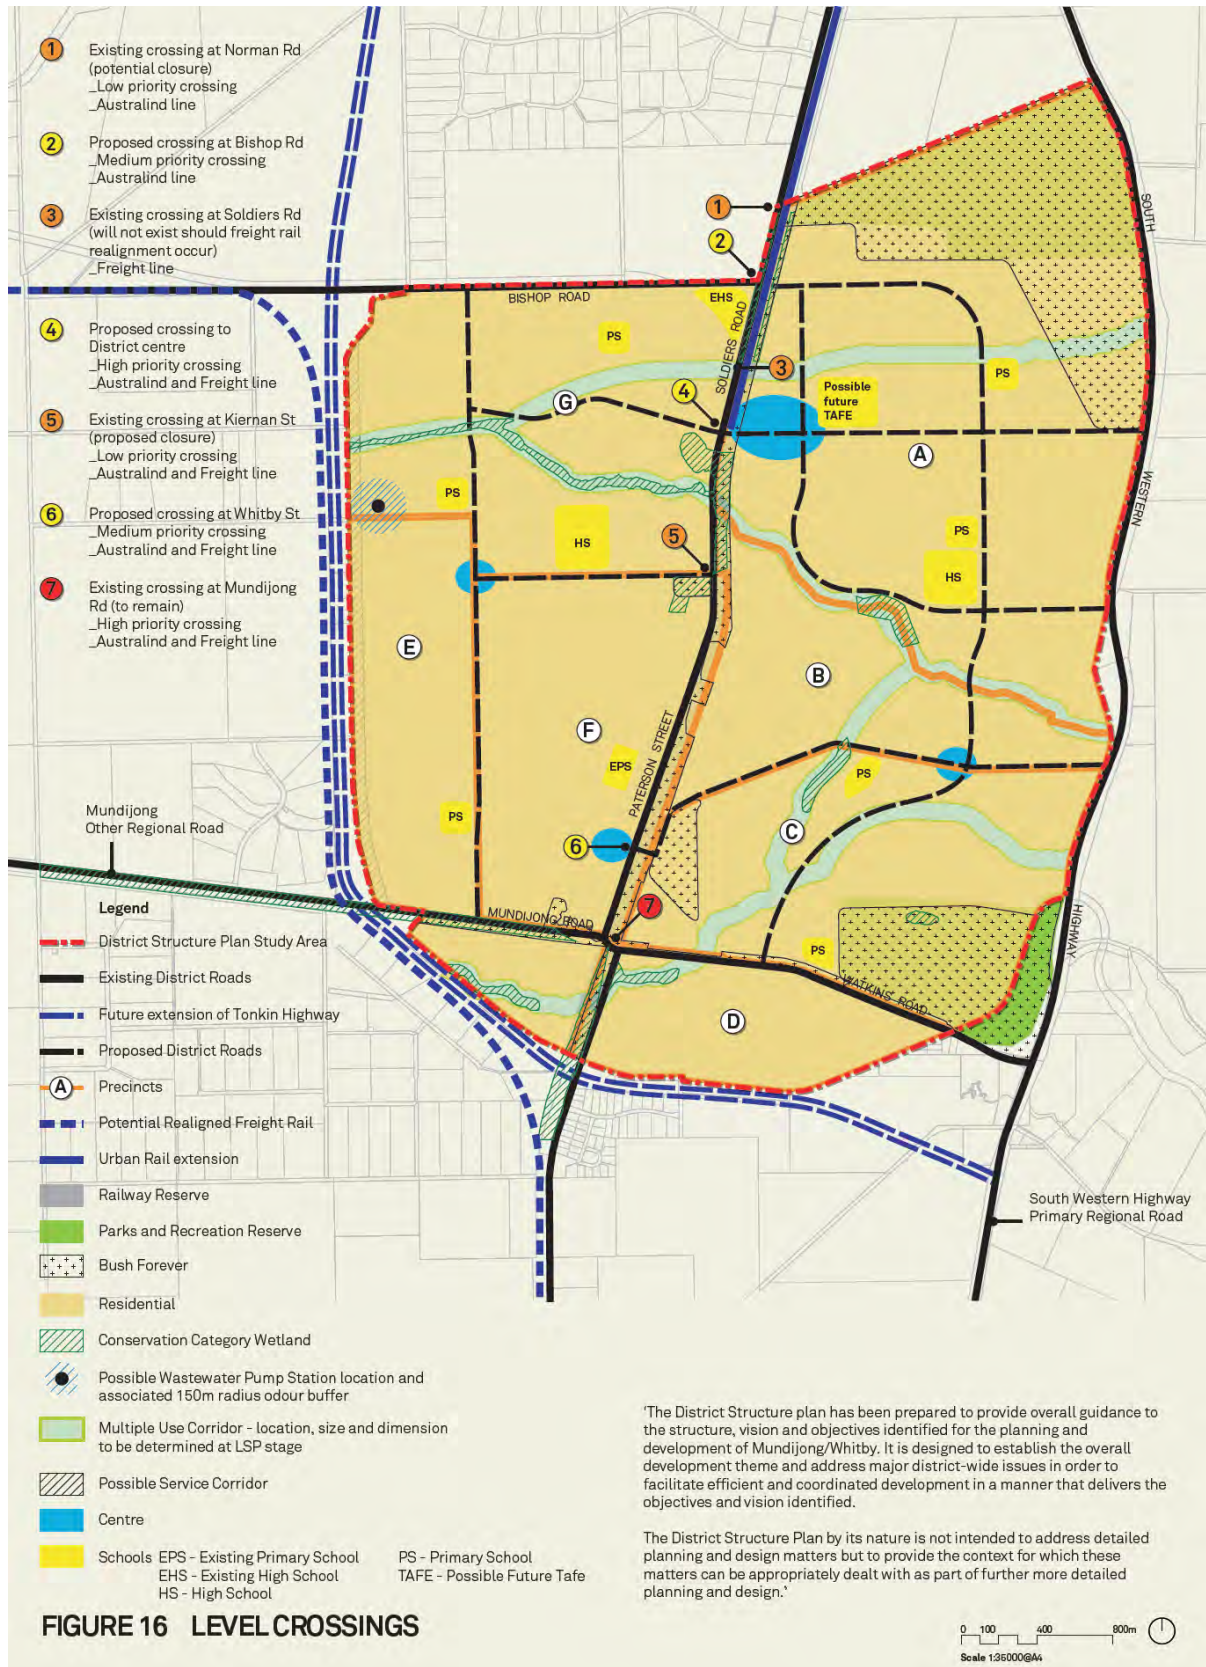 1
Existing crossing at Norman Rd
(potential closure)
_Low priority crossing
_Australind line
2
Proposed crossing at Bishop Rd
_Medium priority crossing
_Australind line
3
Existing crossing at Soldiers Rd
(will not exist should freight rail
realignment occur)
_Freight line
4
Proposed crossing to
District centre
_High priority crossing
_Australind and Freight line
5
Existing crossing at Kiernan St
(proposed closure)
_Low priority crossing
_Australind and Freight line
6
Proposed crossing at Whitby St
_Medium priority crossing
_Australind and Freight line
7
Existing crossing at Mundijong
Rd (to remain)
_High priority crossing
_Australind and Freight line
1
2
SOUTH
BISHOP ROAD
EHS
PS
SOLDIERS ROAD
3
PS
Possible
future
TAFE
4
G
A
WESTERN
PS
HS
5
PS
HS
E
B
F
PATERSON STREET
EPS
PS
PS
C
6
Mundijong
Other Regional Road
7
MUNDIJONG ROAD
HIGHWAY
PS
WATKINS ROAD
D
South Western Highway
Primary Regional Road
Legend
District Structure Plan Study Area
Existing District Roads
Future extension of Tonkin Highway
Proposed District Roads
A
Precincts
Potential Realigned Freight Rail
Urban Rail extension
Railway Reserve
Parks and Recreation Reserve
Bush Forever
Residential
Conservation Category Wetland
Possible Wastewater Pump Station location and
associated 150m radius odour buffer
Multiple Use Corridor - location, size and dimension
to be determined at LSP stage
Possible Service Corridor
Centre
Schools EPS - Existing Primary School PS - Primary School
EHS - Existing High School TAFE - Possible Future Tafe
HS - High School
'The District Structure plan has been prepared to provide overall guidance to
the structure, vision and objectives identified for the planning and
development of Mundijong/Whitby. It is designed to establish the overall
development theme and address major district-wide issues in order to
facilitate efficient and coordinated development in a manner that delivers the
objectives and vision identified.
The District Structure Plan by its nature is not intended to address detailed
planning and design matters but to provide the context for which these
matters can be appropriately dealt with as part of further more detailed
planning and design.'
FIGURE 16 LEVEL CROSSINGS
0 100 400 800m
Scale 1:35000@A4